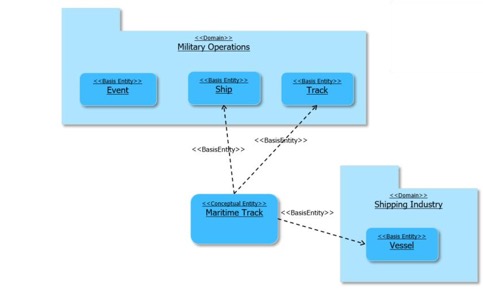 <<Domain>>
Military Operations
<<Basis Entity>>
Event
<<Basis Entity>>
Ship
<<Basis Entity>>
Track
<<BasisEntity>>
<<BasisEntity>>
<<Conceptual Entity>>
Maritime Track
<<BasisEntity>>
<<Domain>>
Shipping Industry
<<Basis Entity>>
Vessel